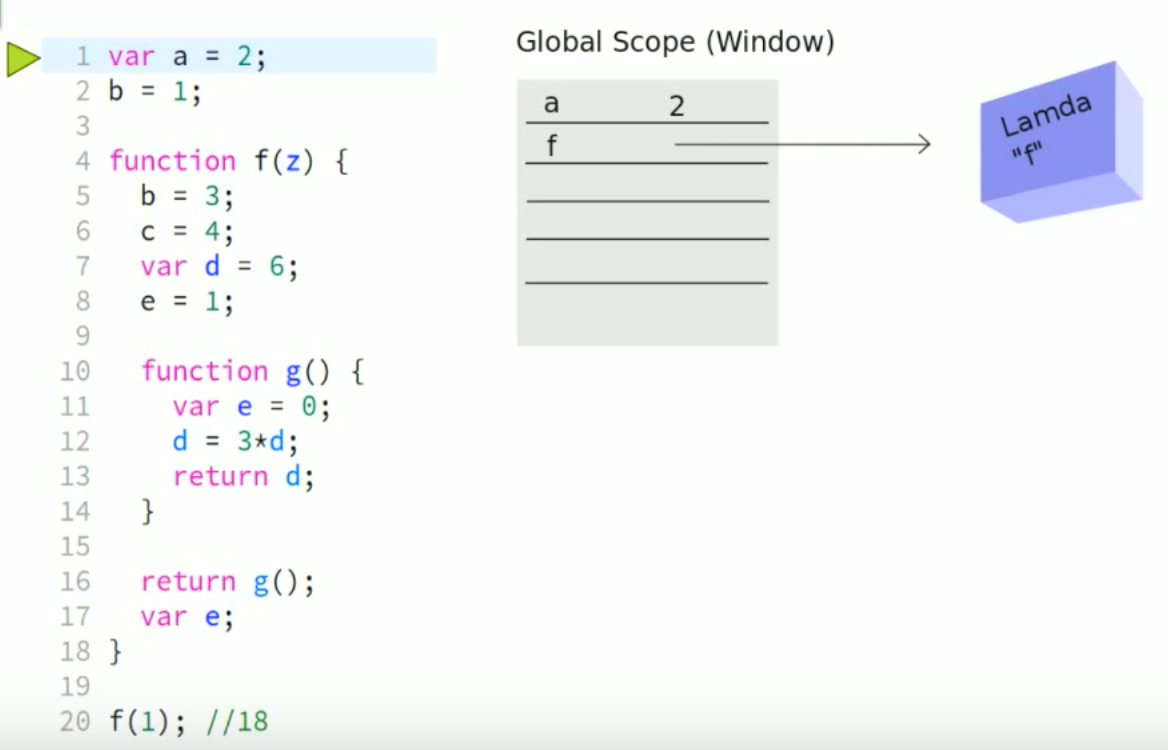 1 var a = 2;
2 b = 1;
3
4 function f(z) {
5   b = 3;
6   c = 4;
7   var d = 6;
8   e = 1;
9
10   function g() {
11     var e = 0;
12     d = 3*d;
13     return d;
14   }
15
16   return g();
17   var e;
18 }
19
20 f(1); //18
Global Scope (Window)
a 2
f
Lamda
"f"